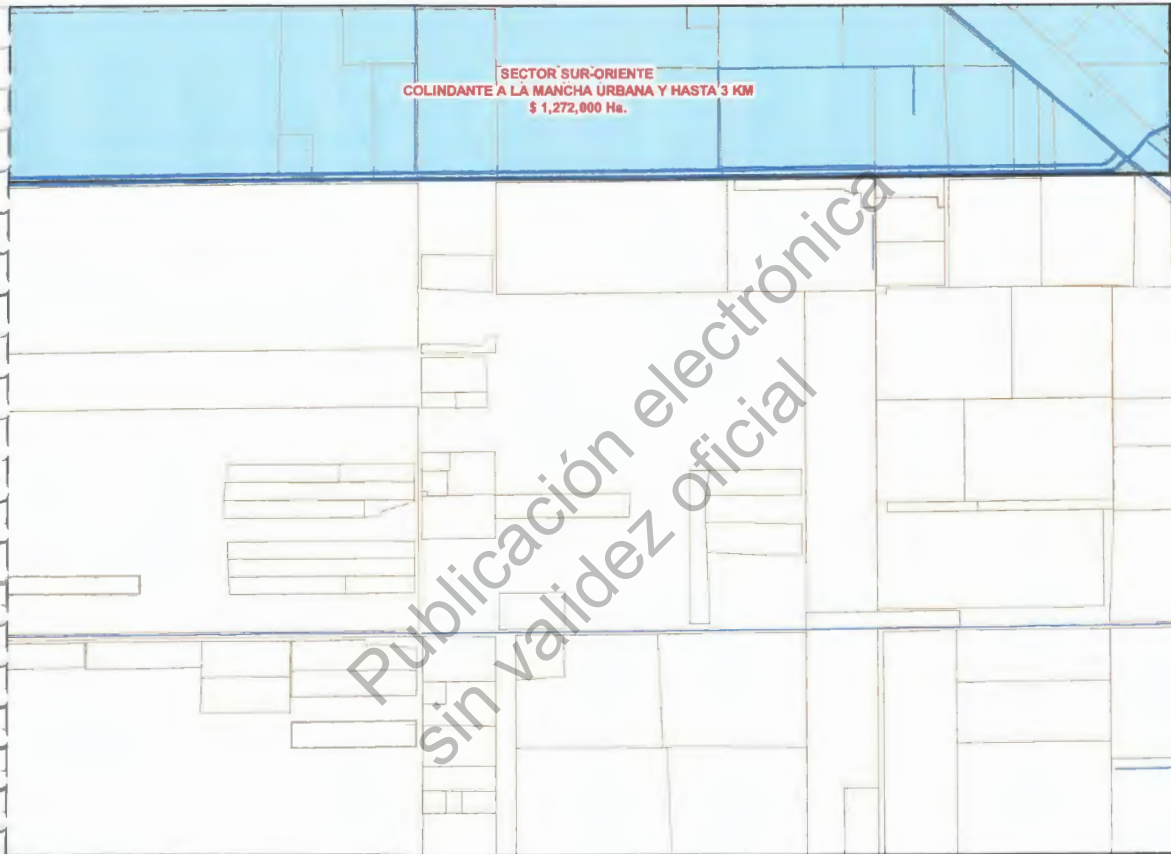 SECTOR SUR-ORIENTE
COLINDANTE A LA MANCHA URBANA Y HASTA 3 KM
$ 1,272,000 Ha.
Publicación electrónica
sin validez oficial